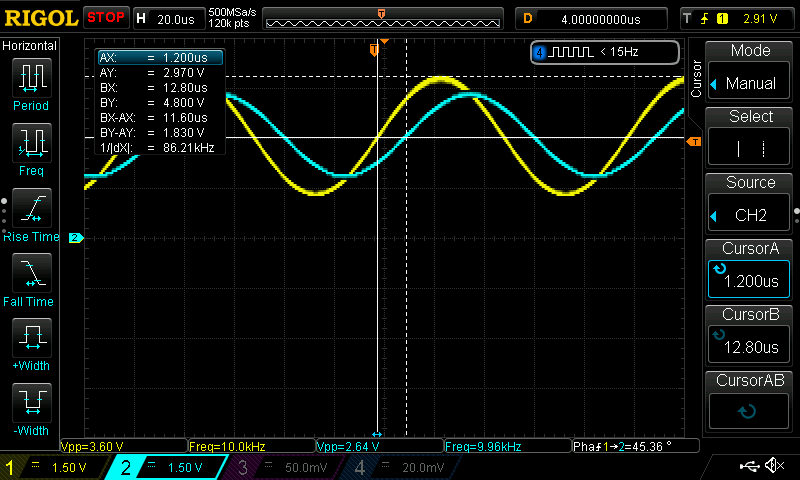 RIGOL STOP H 20.0us 500MSa/s 120k pts D 4.00000000us T 1 2.91 V
Horizontal
Period
Freq
Rise Time
Fall Time
+Width
-Width
T
4 < 15Hz
AX: = 1.200us
AY: = 2.970 V
BX: = 12.80us
BY: = 4.800 V
BX-AX: = 11.60us
BY-AY: = 1.830 V
1/|dX|: = 86.21kHz
T
2
Cursor
Mode
Manual
Select
Source
CH2
CursorA
1.200us
CursorB
12.80us
CursorAB
Vpp=3.60 V Freq=10.0kHz Vpp=2.64 V Freq=9.96kHz Pha 1→2=45.36 °
1 = 1.50 V 2 = 1.50 V 3 = 50.0mV 4 = 20.0mV